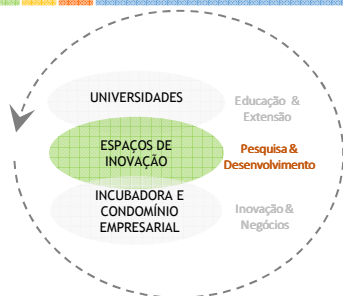 UNIVERSIDADES
Educação &
Extensão
ESPAÇOS DE
INOVAÇÃO
Pesquisa &
Desenvolvimento
INCUBADORA E
CONDOMÍNIO
EMPRESARIAL
Inovação &
Negócios